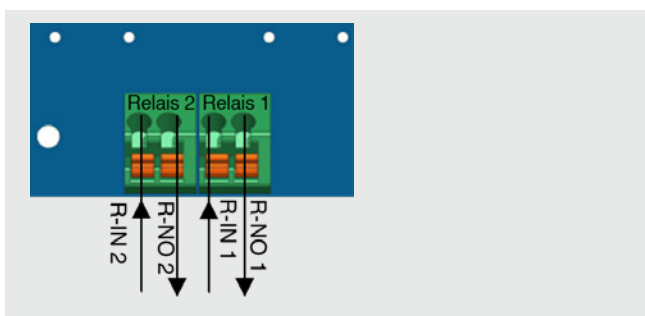 Relais 2 Relais 1
R-IN 2
R-NO 2
R-IN 1
R-NO 1